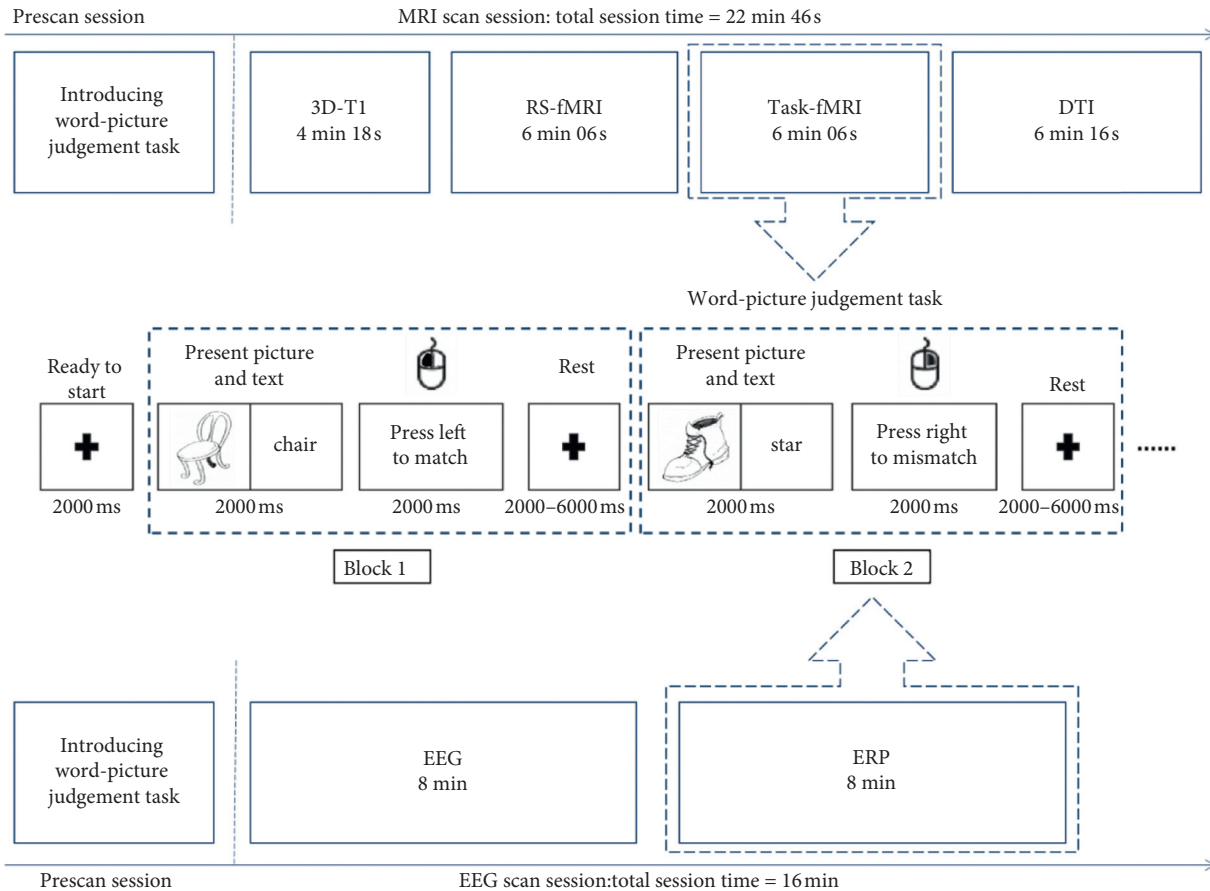 Prescan session
MRI scan session: total session time = 22 min 46 s
Introducing
word-picture
judgement task
3D-T1
4 min 18 s
RS-fMRI
6 min 06 s
Task-fMRI
6 min 06 s
DTI
6 min 16 s
Word-picture judgement task
Ready to
start
2000 ms
Present picture
and text
chair
2000 ms
Press left
to match
2000 ms
Rest
2000–6000 ms
Block 1
Present picture
and text
star
2000 ms
Press right
to mismatch
2000 ms
Rest
2000–6000 ms
......
Block 2
Introducing
word-picture
judgement task
EEG
8 min
ERP
8 min
Prescan session
EEG scan session:total session time = 16 min